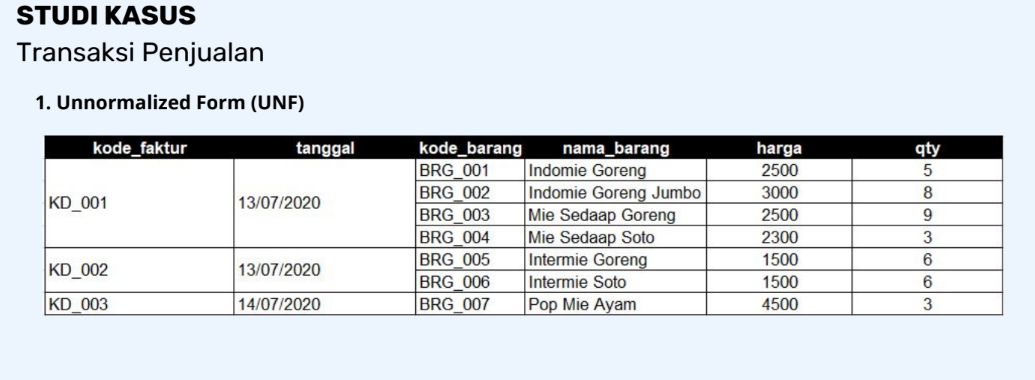 STUDI KASUS
Transaksi Penjualan
1. Unnormalized Form (UNF)
kode_faktur tanggal kode_barang nama_barang harga qty
KD_001 13/07/2020 BRG_001 Indomie Goreng 2500 5
BRG_002 Indomie Goreng Jumbo 3000 8
BRG_003 Mie Sedaap Goreng 2500 9
BRG_004 Mie Sedaap Soto 2300 3
KD_002 13/07/2020 BRG_005 Intermie Goreng 1500 6
BRG_006 Intermie Soto 1500 6
KD_003 14/07/2020 BRG_007 Pop Mie Ayam 4500 3